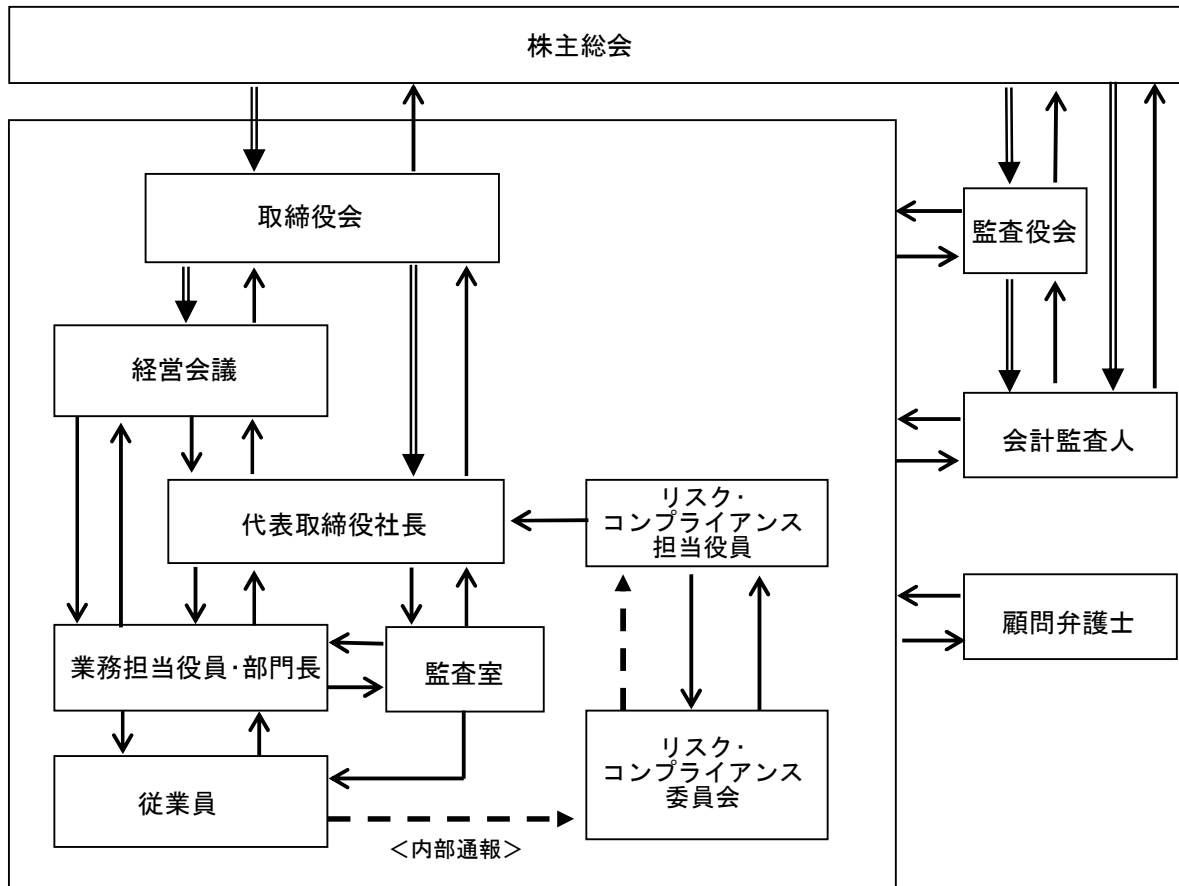 株主総会
取締役会
監査役会
経営会議
会計監査人
代表取締役社長
リスク・
コンプライアンス
担当役員
顧問弁護士
業務担当役員・部門長
監査室
リスク・
コンプライアンス
委員会
従業員
＜内部通報＞